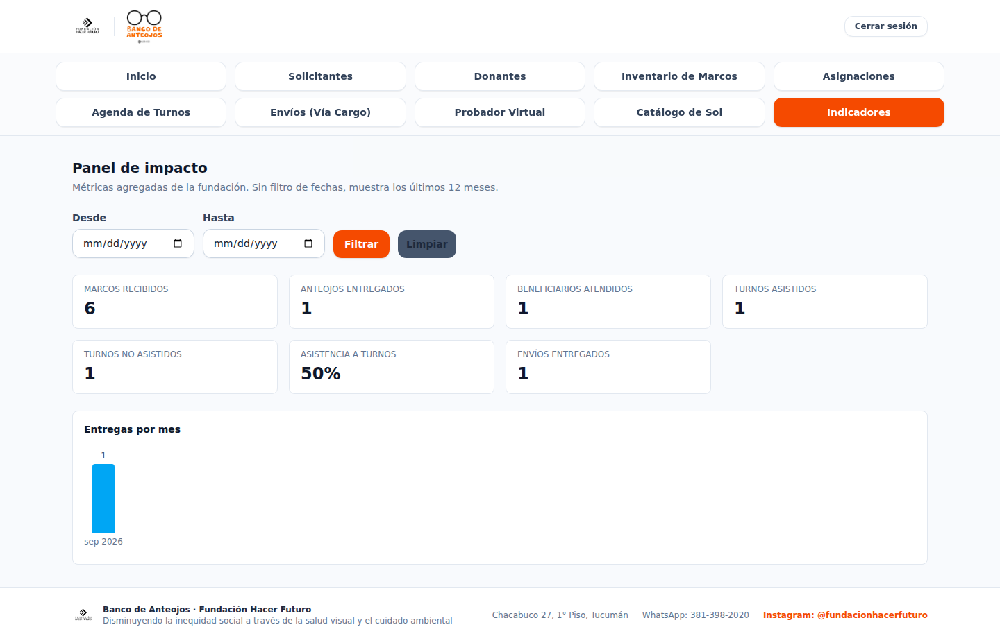 FUNDACIÓN
HACER FUTURO
BANCO DE
ANTEOJOS
Cerrar sesión
Inicio
Solicitantes
Donantes
Inventario de Marcos
Asignaciones
Agenda de Turnos
Envíos (Vía Cargo)
Probador Virtual
Catálogo de Sol
Indicadores
Panel de impacto
Métricas agregadas de la fundación. Sin filtro de fechas, muestra los últimos 12 meses.
Desde
Hasta
mm/dd/yyyy
mm/dd/yyyy
Filtrar
Limpiar
MARCOS RECIBIDOS
6
ANTEOJOS ENTREGADOS
1
BENEFICIARIOS ATENDIDOS
1
TURNOS ASISTIDOS
1
TURNOS NO ASISTIDOS
1
ASISTENCIA A TURNOS
50%
ENVÍOS ENTREGADOS
1
Entregas por mes
1
sep 2026
Banco de Anteojos · Fundación Hacer Futuro
Disminuyendo la inequidad social a través de la salud visual y el cuidado ambiental
Chacabuco 27, 1° Piso, Tucumán
WhatsApp: 381-398-2020
Instagram: @fundacionhacerfuturo